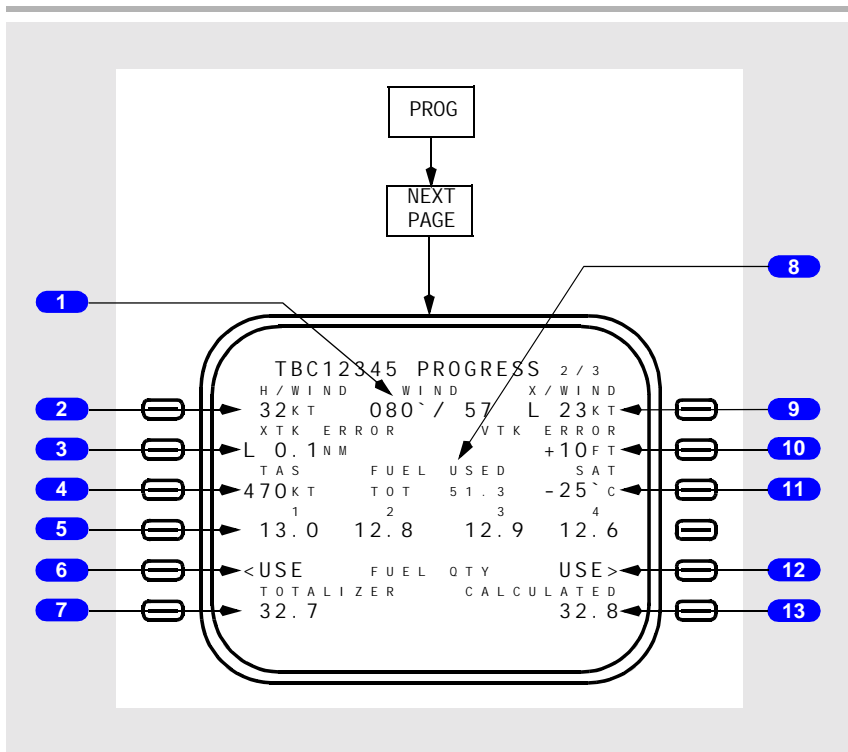 PROG
NEXT
PAGE
8
1
TBC12345 PROGRESS 2/3
H/WIND WIND X/WIND
2 32KT 080`/ 57 L 23KT 9
XTK ERROR VTK ERROR
3 L 0.1NM +10FT 10
TAS FUEL USED SAT
4 470KT TOT 51.3 -25`C 11
1 2 3 4
5 13.0 12.8 12.9 12.6
6 <USE FUEL QTY USE> 12
TOTALIZER CALCULATED
7 32.7 32.8 13